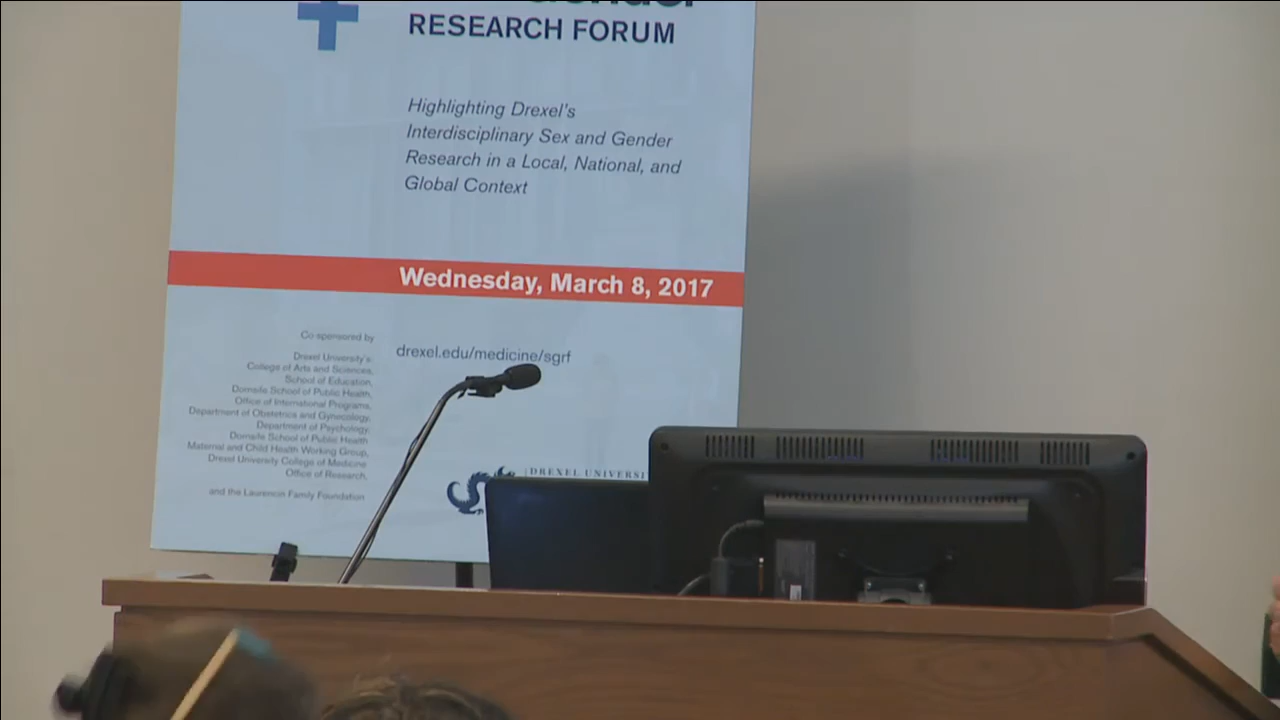 RESEARCH FORUM
Highlighting Drexel's
Interdisciplinary Sex and Gender
Research in a Local, National, and
Global Context
Wednesday, March 8, 2017
Co-sponsored by
Drexel University's:
College of Arts and Sciences,
School of Education,
Dornsife School of Public Health,
Office of International Programs,
Department of Obstetrics and Gynecology,
Department of Psychology,
Dornsife School of Public Health
Maternal and Child Health Working Group,
Drexel University College of Medicine
Office of Research,
and the Laurencin Family Foundation
drexel.edu/medicine/sgrf
DREXEL UNIVERSI